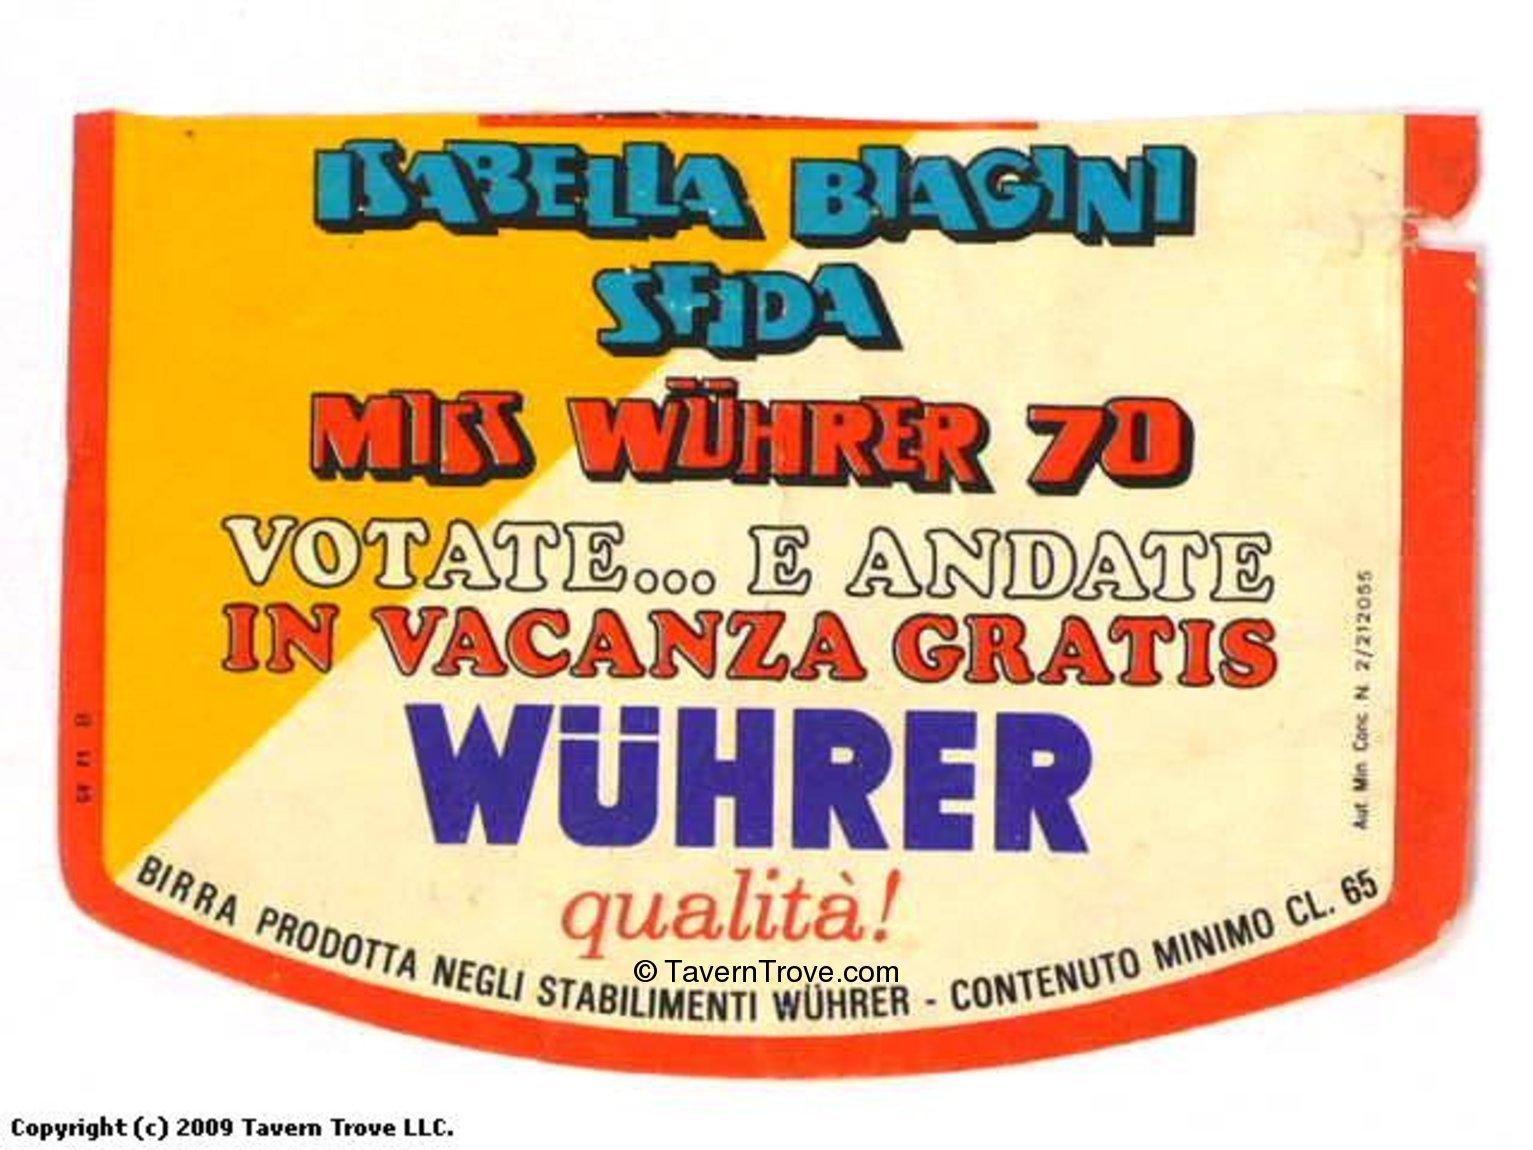 ISABELLA BIAGINI
SFIDA
MISS WÜHRER 70
VOTATE... E ANDATE
IN VACANZA GRATIS
WÜHRER
qualità!
BIRRA PRODOTTA NEGLI STABILIMENTI WÜHRER - CONTENUTO MINIMO CL. 65
Aut. Min. Conc. N. 2/212055
© TavernTrove.com
Copyright (c) 2009 Tavern Trove LLC.